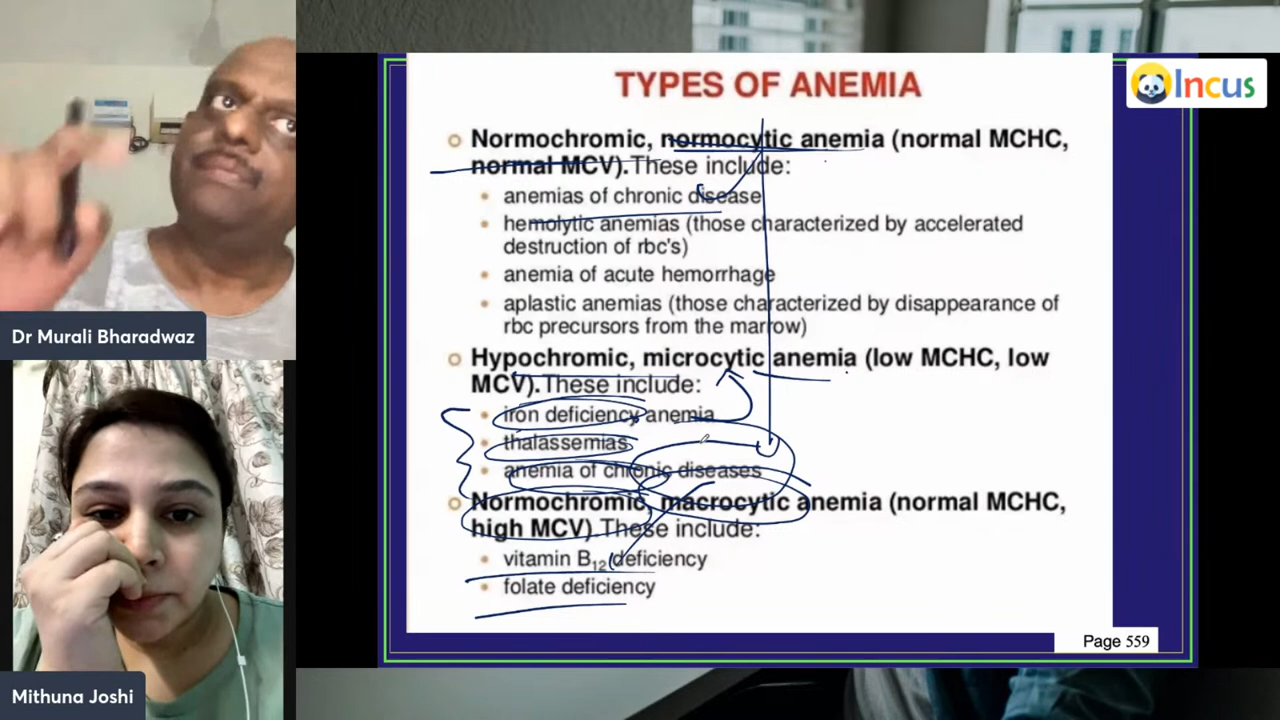 TYPES OF ANEMIA
Incus
Normochromic, normocytic anemia (normal MCHC,
normal MCV).These include:
anemias of chronic disease
hemolytic anemias (those characterized by accelerated
destruction of rbc's)
anemia of acute hemorrhage
aplastic anemias (those characterized by disappearance of
rbc precursors from the marrow)
Hypochromic, microcytic anemia (low MCHC, low
MCV).These include:
iron deficiency anemia
thalassemias
anemia of chronic diseases
Normochromic, macrocytic anemia (normal MCHC,
high MCV).These include:
vitamin B12 deficiency
folate deficiency
Page 559
Dr Murali Bharadwaz
Mithuna Joshi